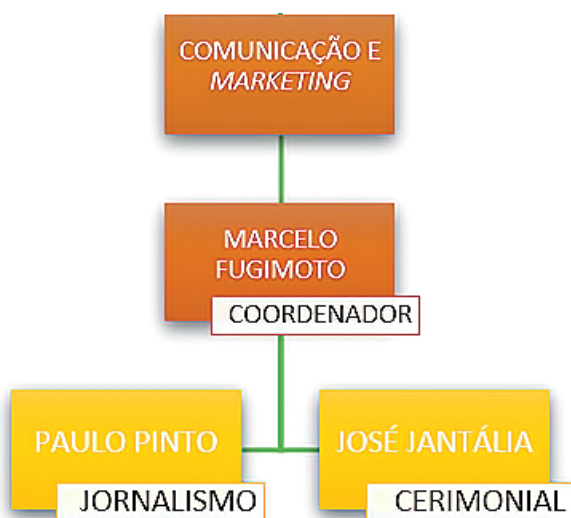 COMUNICAÇÃO E
MARKETING
MARCELO
FUGIMOTO
COORDENADOR
PAULO PINTO
JORNALISMO
JOSÉ JANTÁLIA
CERIMONIAL